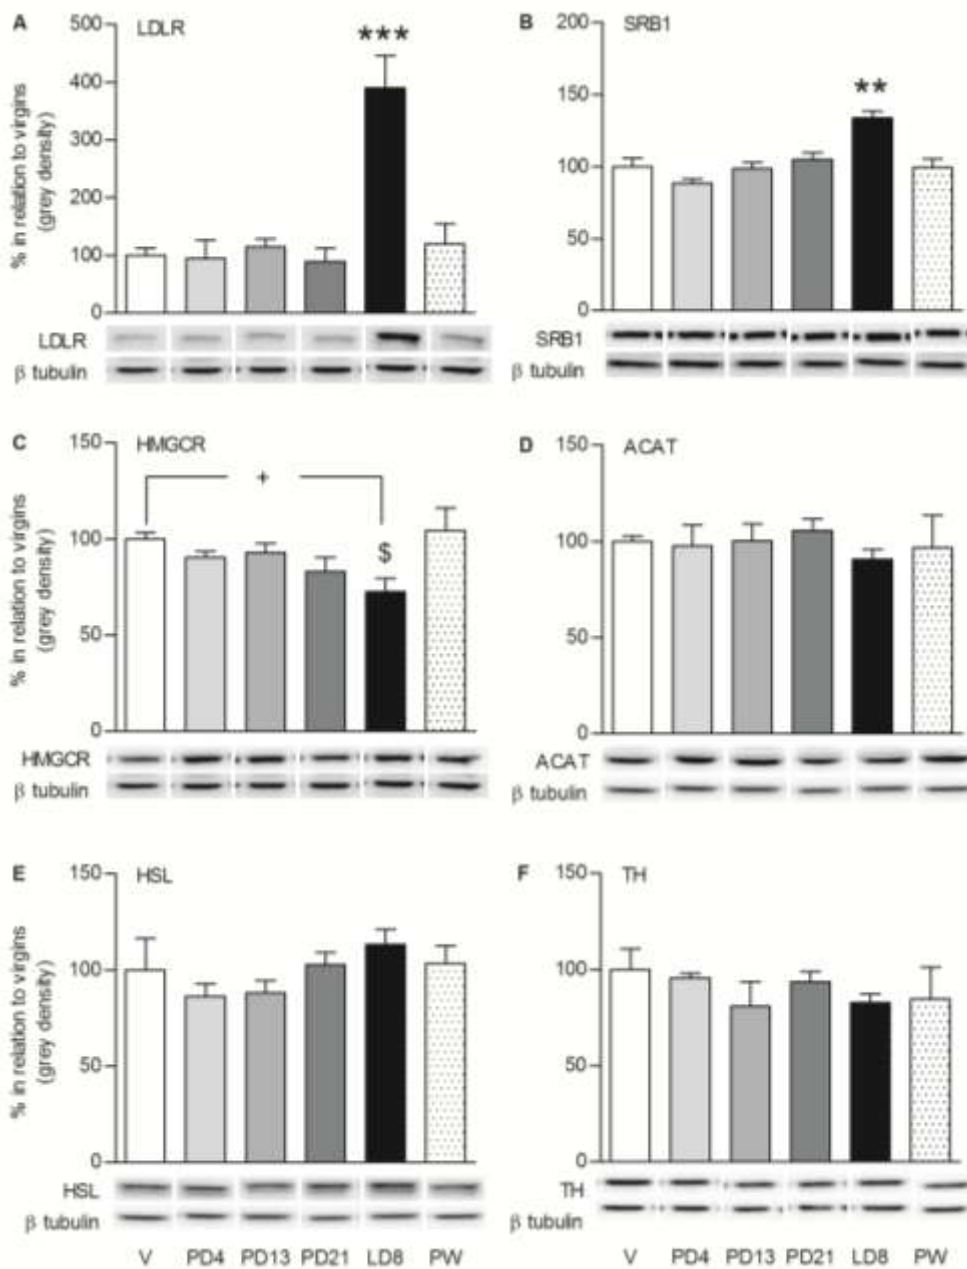 A
LDLR
500
400
300
200
100
0
***
% in relation to virgins
(grey density)
LDLR
β tubulin
B
SRB1
200
150
100
50
0
**
SRB1
β tubulin
C
HMGCR
150
100
50
0
+
$
% in relation to virgins
(grey density)
HMGCR
β tubulin
D
ACAT
150
100
50
0
ACAT
β tubulin
E
HSL
150
100
50
0
% in relation to virgins
(grey density)
HSL
β tubulin
V PD4 PD13 PD21 LD8 PW
F
TH
150
100
50
0
TH
β tubulin
V PD4 PD13 PD21 LD8 PW